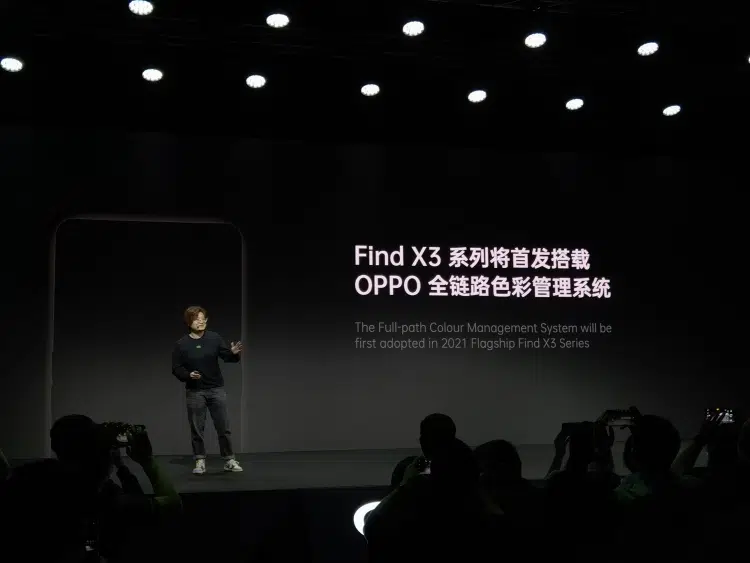 Find X3 系列将首发搭载
OPPO 全链路色彩管理系统
The Full-path Colour Management System will be
first adopted in 2021 Flagship Find X3 Series